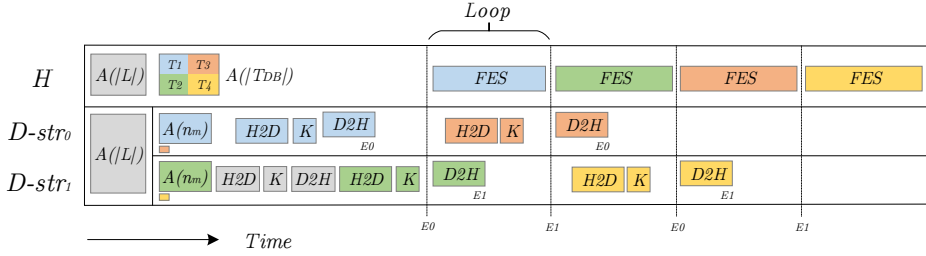 Loop
H A(|L|) T1 T3 T2 T4 A(|TDB|) FES FES FES FES
D-str0 A(nm) H2D K D2H E0 H2D K D2H E0
A(|L|)
D-str1 A(nm) H2D K D2H H2D K D2H E1 H2D K D2H E1
E0 E1 E0 E1
Time